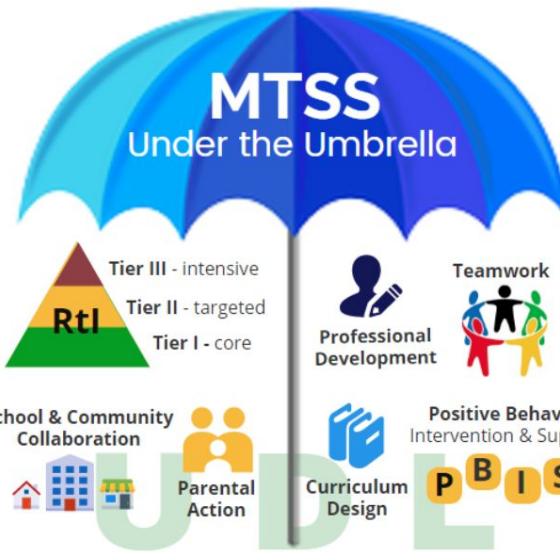 MTSS
Under the Umbrella
Tier III - intensive
Tier II - targeted
Tier I - core
RtI
Professional
Development
Teamwork
chool & Community
Collaboration
Parental
Action
Curriculum
Design
Positive Behav
Intervention & Su
P B I S
U D L